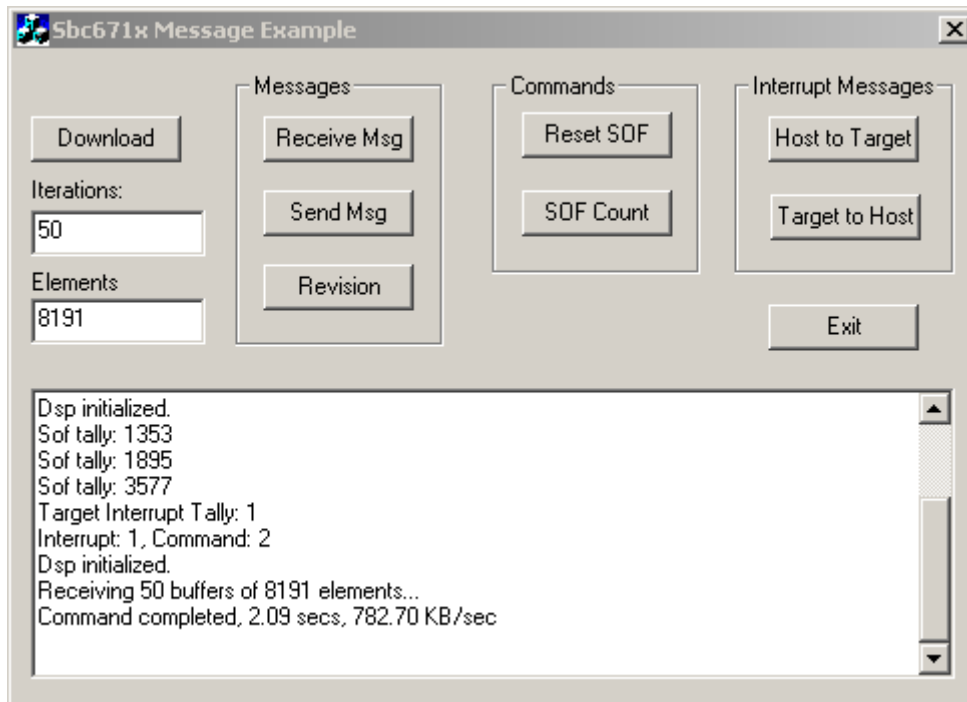 Sbc671x Message Example
Download
Iterations:
50
Elements
8191
Messages
Receive Msg
Send Msg
Revision
Commands
Reset SOF
SOF Count
Interrupt Messages
Host to Target
Target to Host
Exit
Dsp initialized.
Sof tally: 1353
Sof tally: 1895
Sof tally: 3577
Target Interrupt Tally: 1
Interrupt: 1, Command: 2
Dsp initialized.
Receiving 50 buffers of 8191 elements...
Command completed, 2.09 secs, 782.70 KB/sec